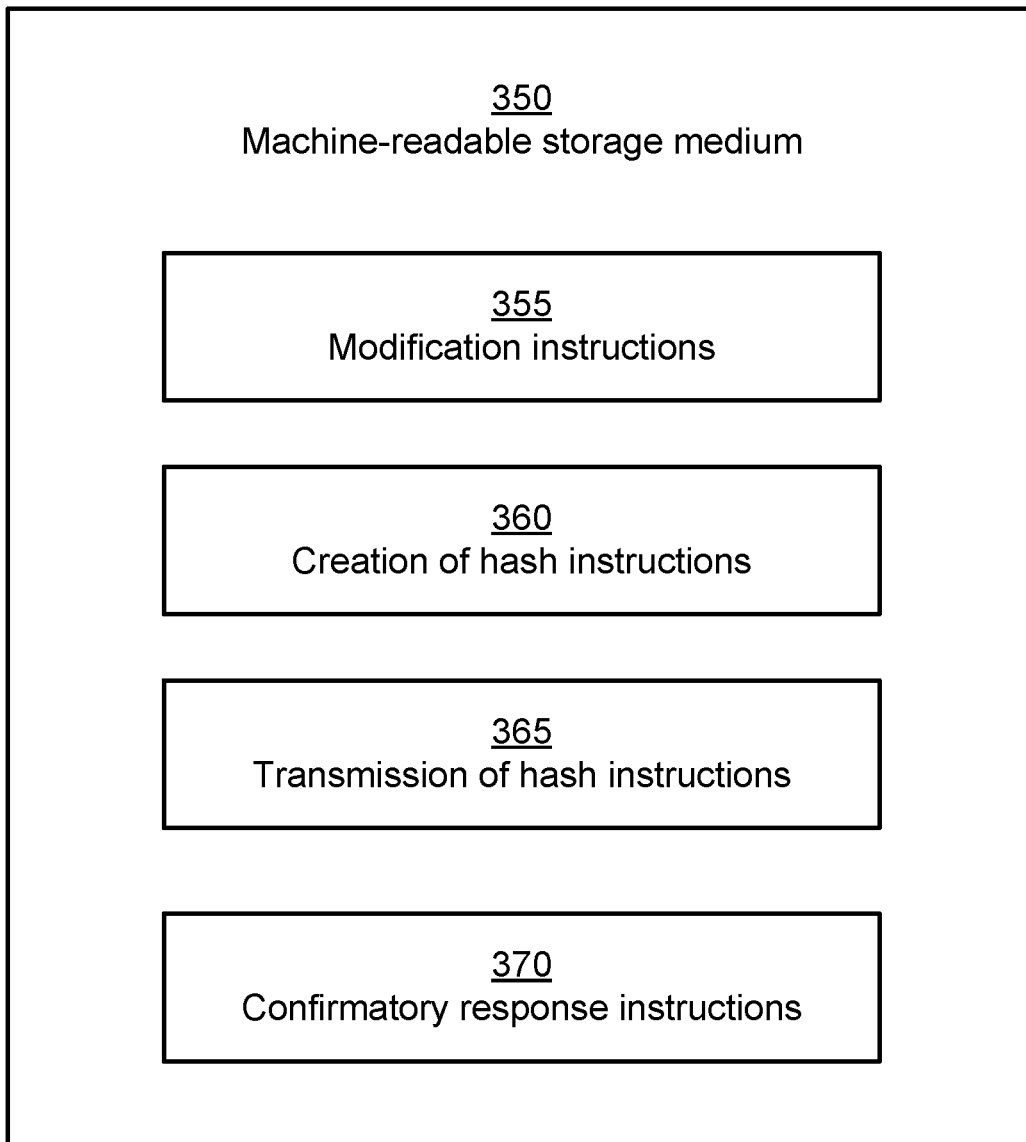 350
Machine-readable storage medium
355
Modification instructions
360
Creation of hash instructions
365
Transmission of hash instructions
370
Confirmatory response instructions